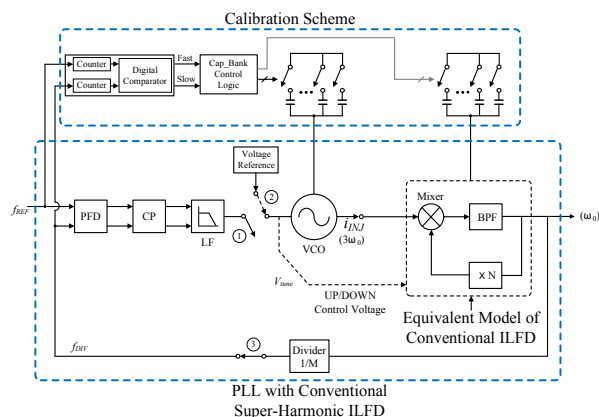 Calibration Scheme
Counter
Counter
Digital
Comparator
Fast
Slow
Cap_Bank
Control
Logic
Voltage
Reference
fREF
PFD
CP
LF
1
2
VCO
iINJ
(3ω0)
Mixer
BPF
(ω0)
x N
Vtune
UP/DOWN
Control Voltage
Equivalent Model of
Conventional ILFD
fDIV
3
Divider
1/M
PLL with Conventional
Super-Harmonic ILFD